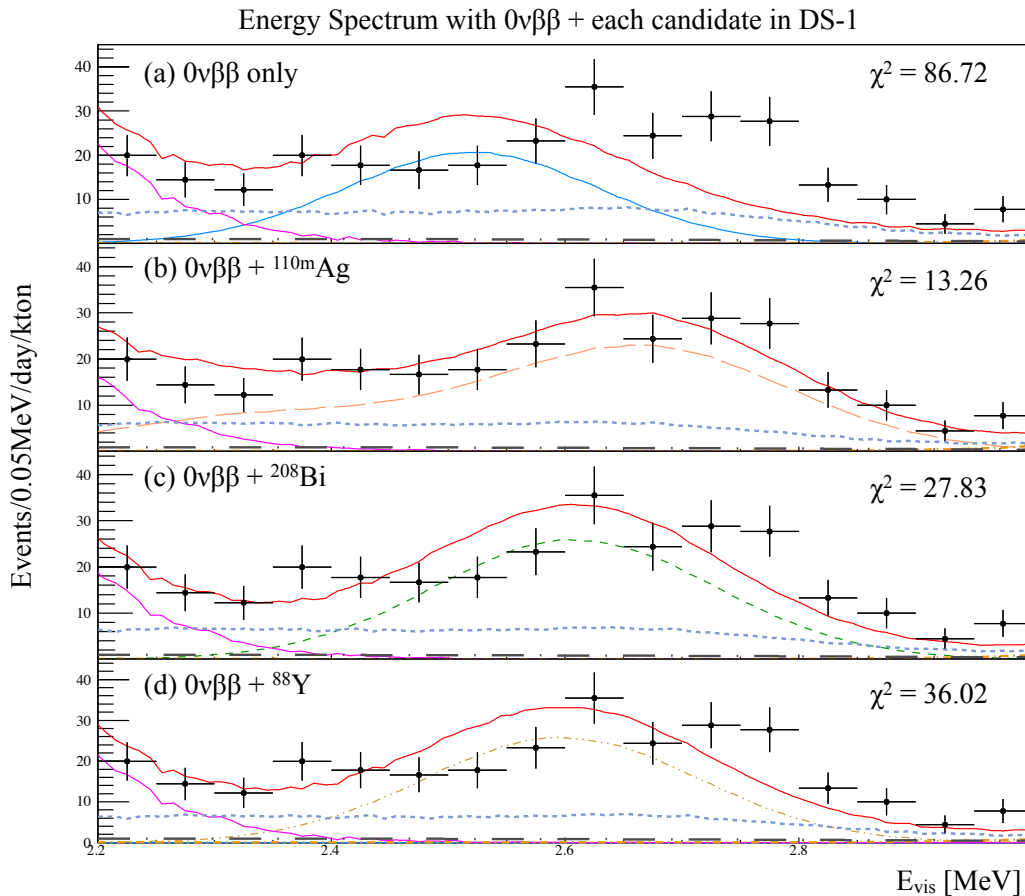 Energy Spectrum with 0νββ + each candidate in DS-1
Events/0.05MeV/day/kton
(a) 0νββ only
χ² = 86.72
40
30
20
10
(b) 0νββ + ¹¹⁰ᵐAg
χ² = 13.26
40
30
20
10
(c) 0νββ + ²⁰⁸Bi
χ² = 27.83
40
30
20
10
(d) 0νββ + ⁸⁸Y
χ² = 36.02
40
30
20
10
0
2.2 2.4 2.6 2.8
E_vis [MeV]